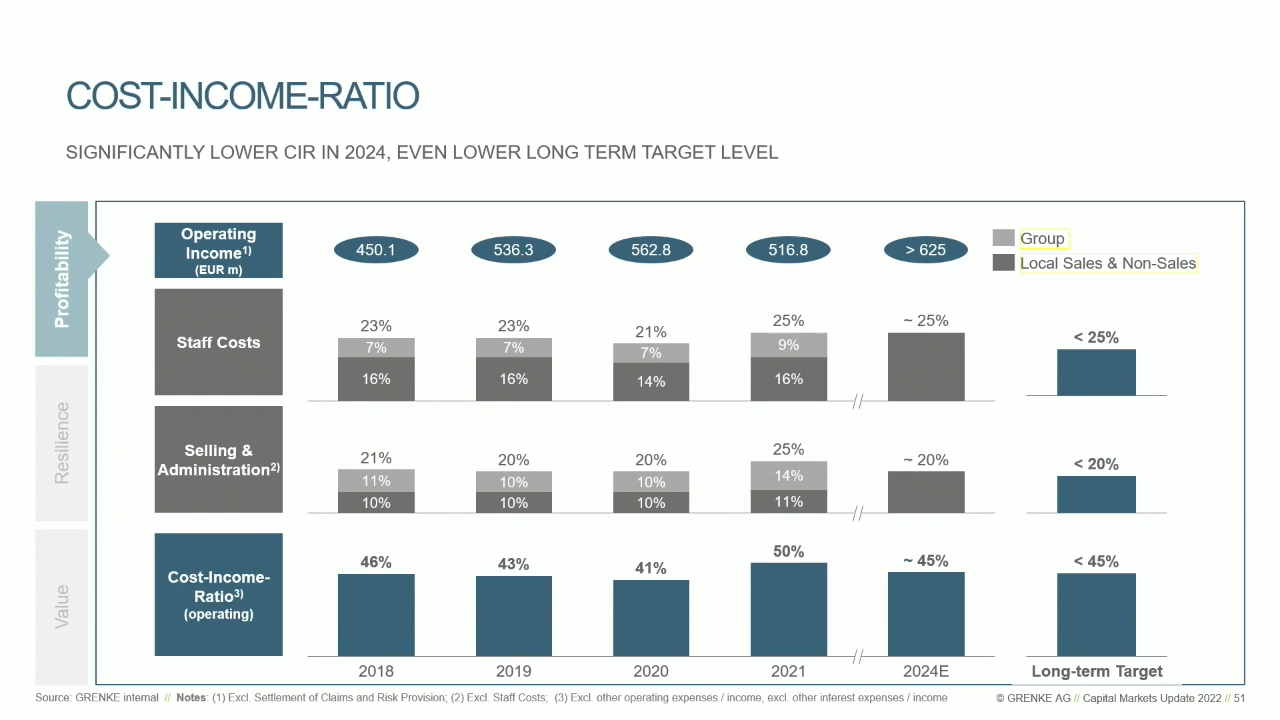 COST-INCOME-RATIO
SIGNIFICANTLY LOWER CIR IN 2024, EVEN LOWER LONG TERM TARGET LEVEL
Profitability
Resilience
Value
Operating
Income1)
(EUR m)
450.1
536.3
562.8
516.8
> 625
Group
Local Sales & Non-Sales
Staff Costs
23%
7%
16%
23%
7%
16%
21%
7%
14%
25%
9%
16%
~ 25%
< 25%
Selling &
Administration2)
21%
11%
10%
20%
10%
10%
20%
10%
10%
25%
14%
11%
~ 20%
< 20%
Cost-Income-
Ratio3)
(operating)
46%
43%
41%
50%
~ 45%
< 45%
2018
2019
2020
2021
2024E
Long-term Target
Source: GRENKE internal // Notes: (1) Excl. Settlement of Claims and Risk Provision; (2) Excl. Staff Costs; (3) Excl. other operating expenses / income, excl. other interest expenses / income
© GRENKE AG // Capital Markets Update 2022 // 51